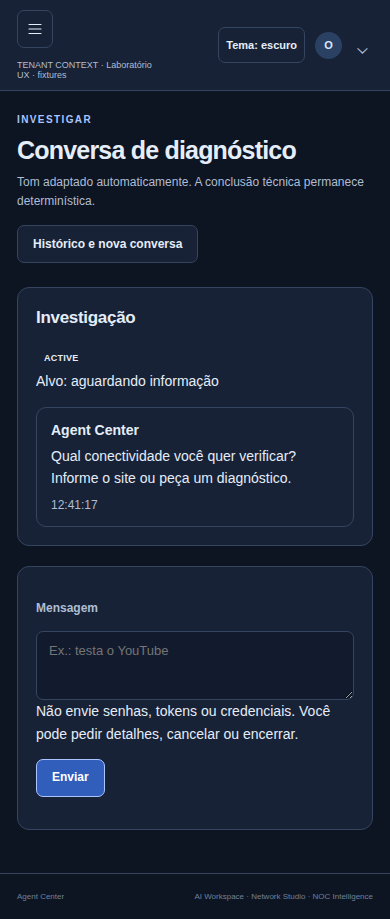 TENANT CONTEXT · Laboratório
UX · fixtures
Tema: escuro
O
INVESTIGAR
Conversa de diagnóstico
Tom adaptado automaticamente. A conclusão técnica permanece
determinística.
Histórico e nova conversa
Investigação
ACTIVE
Alvo: aguardando informação
Agent Center
Qual conectividade você quer verificar?
Informe o site ou peça um diagnóstico.
12:41:17
Mensagem
Ex.: testa o YouTube
Não envie senhas, tokens ou credenciais. Você
pode pedir detalhes, cancelar ou encerrar.
Enviar
Agent Center
AI Workspace · Network Studio · NOC Intelligence